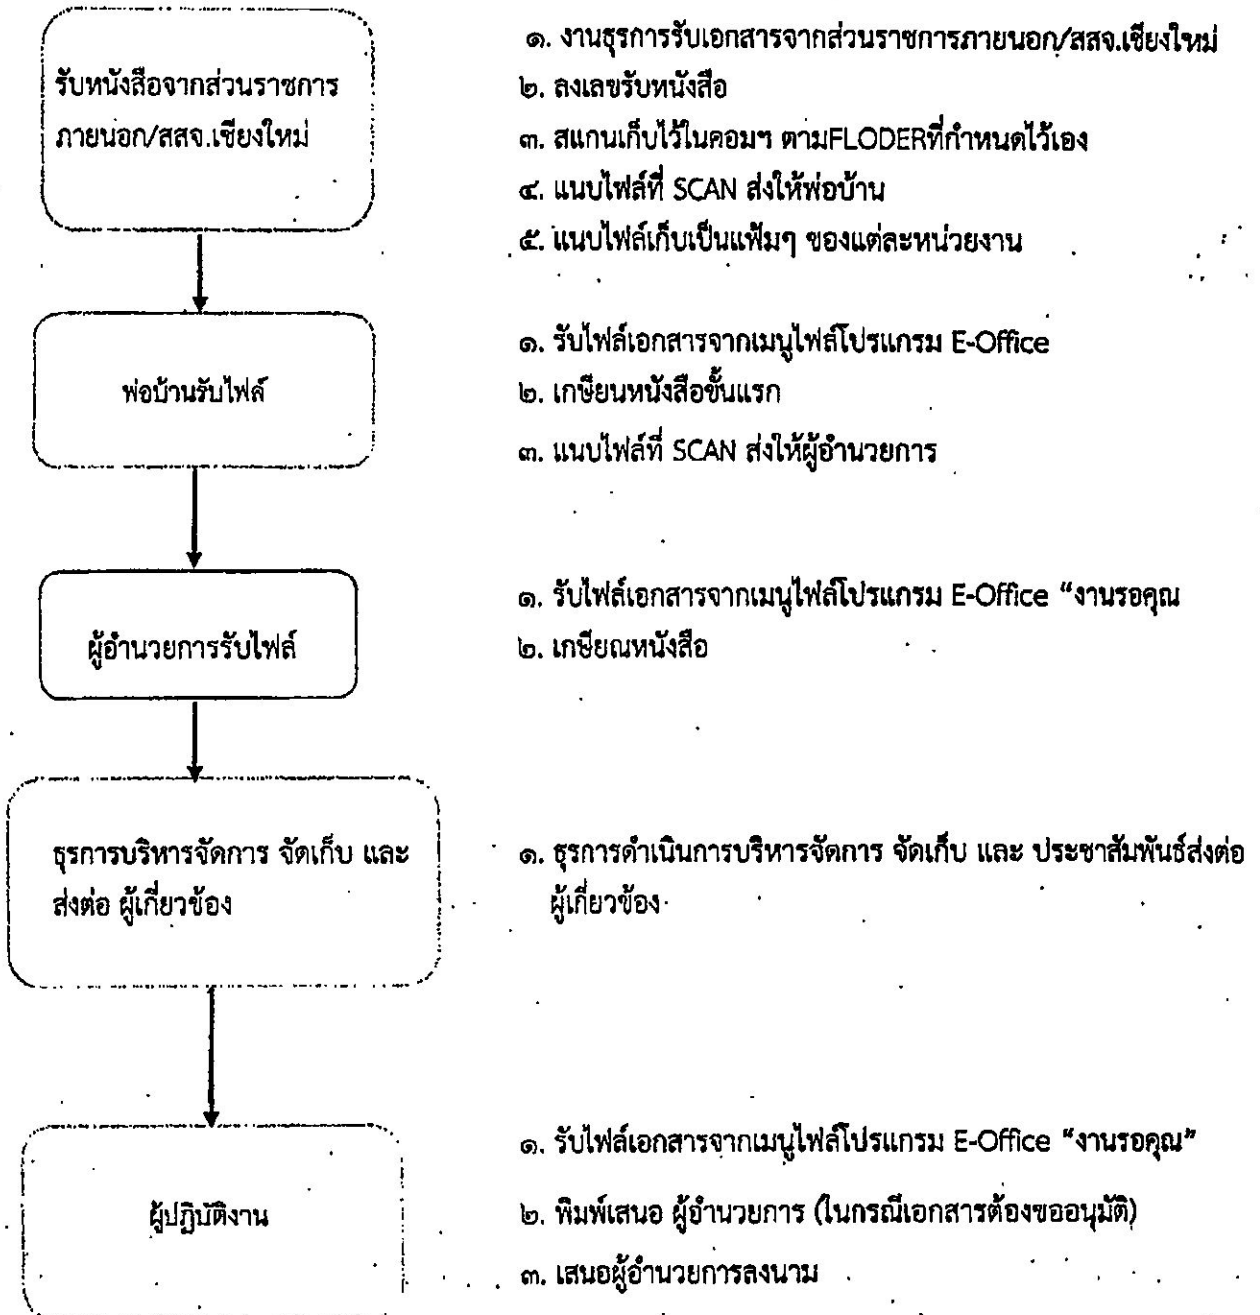 รับหนังสือจากส่วนราชการ
ภายนอก/สสจ.เชียงใหม่
๑. งานธุรการรับเอกสารจากส่วนราชการภายนอก/สสจ.เชียงใหม่
๒. ลงเลขรับหนังสือ
๓. สแกนเก็บไว้ในคอมฯ ตามFLODERที่กำหนดไว้เอง
๔. แนบไฟล์ที่ SCAN ส่งให้พ่อบ้าน
๕. แนบไฟล์เก็บเป็นแฟ้มๆ ของแต่ละหน่วยงาน
พ่อบ้านรับไฟล์
๑. รับไฟล์เอกสารจากเมนูไฟล์โปรแกรม E-Office
๒. เกษียนหนังสือขั้นแรก
๓. แนบไฟล์ที่ SCAN ส่งให้ผู้อำนวยการ
ผู้อำนวยการรับไฟล์
๑. รับไฟล์เอกสารจากเมนูไฟล์โปรแกรม E-Office “งานรอคุณ
๒. เกษียณหนังสือ
ธุรการบริหารจัดการ จัดเก็บ และ
ส่งต่อ ผู้เกี่ยวข้อง
๑. ธุรการดำเนินการบริหารจัดการ จัดเก็บ และ ประชาสัมพันธ์ส่งต่อ
ผู้เกี่ยวข้อง
ผู้ปฏิบัติงาน
๑. รับไฟล์เอกสารจากเมนูไฟล์โปรแกรม E-Office “งานรอคุณ”
๒. พิมพ์เสนอ ผู้อำนวยการ (ในกรณีเอกสารต้องขออนุมัติ)
๓. เสนอผู้อำนวยการลงนาม